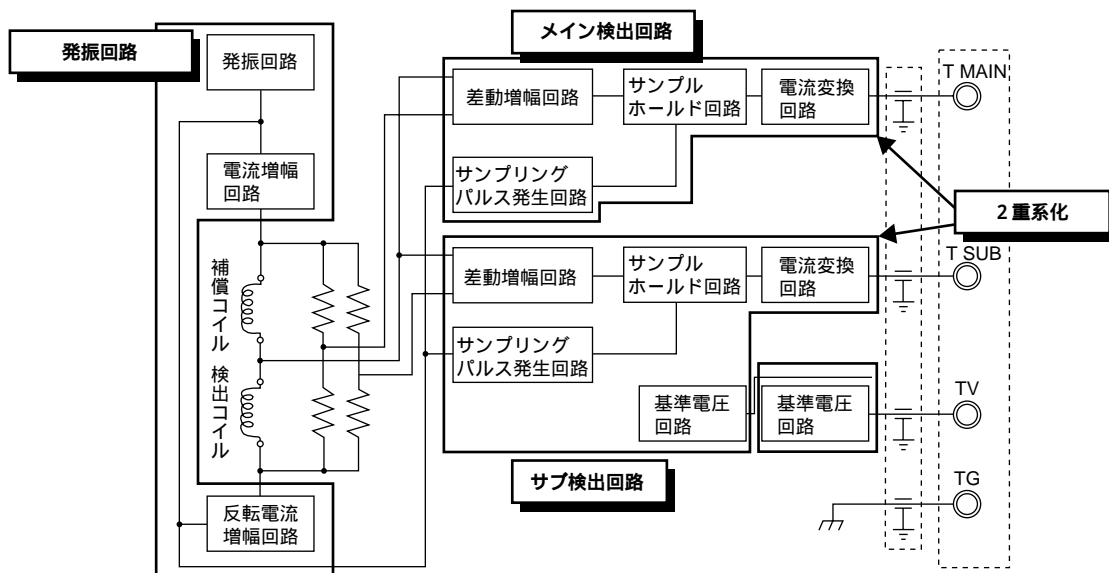 発振回路
発振回路
電流増幅
回路
補償コイル
検出コイル
反転電流
増幅回路
メイン検出回路
差動増幅回路
サンプル
ホールド回路
電流変換
回路
サンプリング
パルス発生回路
差動増幅回路
サンプル
ホールド回路
電流変換
回路
サンプリング
パルス発生回路
基準電圧
回路
基準電圧
回路
サブ検出回路
T MAIN
2重系化
T SUB
TV
TG